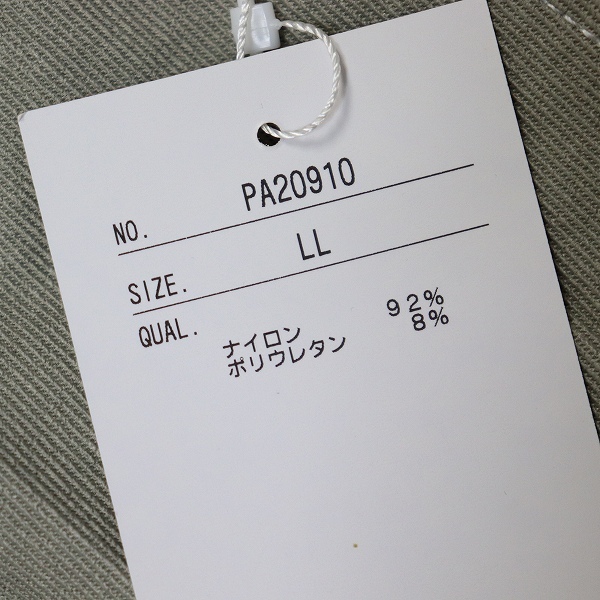 NO. PA20910
SIZE. LL
QUAL.
ナイロン 92%
ポリウレタン 8%